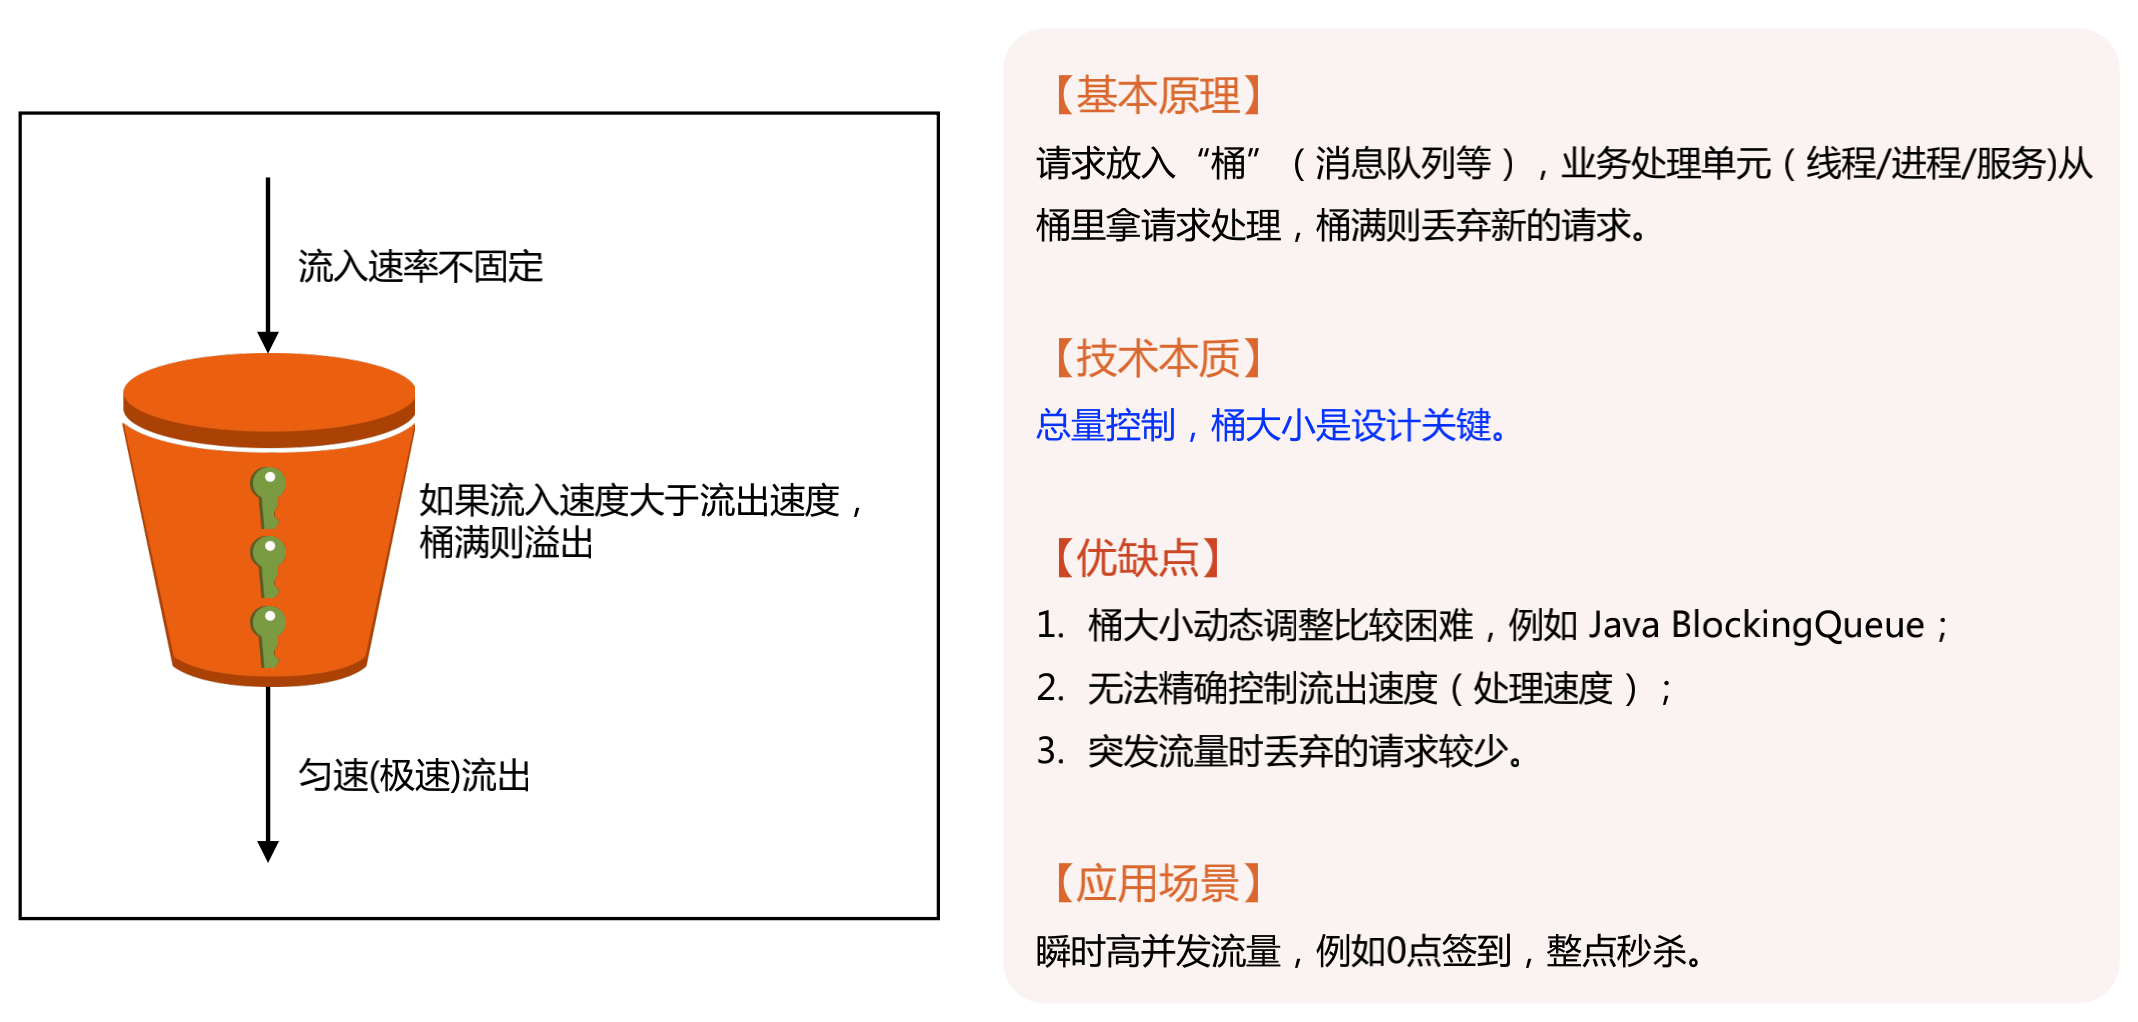 流入速率不固定
如果流入速度大于流出速度，
桶满则溢出
匀速(极速)流出
【基本原理】
请求放入“桶”（消息队列等），业务处理单元（线程/进程/服务)从
桶里拿请求处理，桶满则丢弃新的请求。
【技术本质】
总量控制，桶大小是设计关键。
【优缺点】
1. 桶大小动态调整比较困难，例如 Java BlockingQueue；
2. 无法精确控制流出速度（处理速度）；
3. 突发流量时丢弃的请求较少。
【应用场景】
瞬时高并发流量，例如0点签到，整点秒杀。